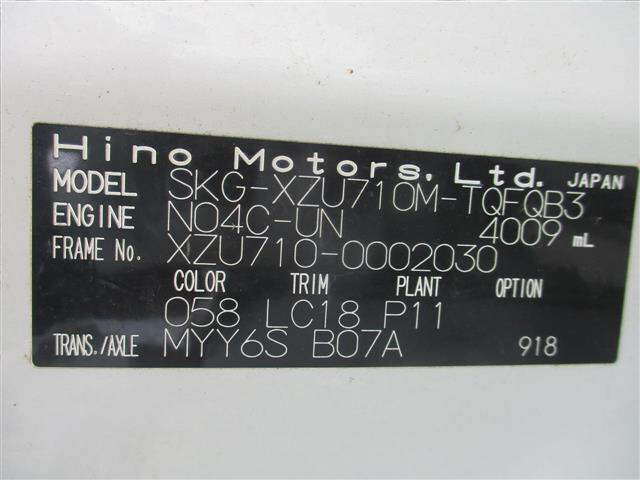 Hino Motors, Ltd. JAPAN
MODEL SKG-XZU710M-TQFQB3
ENGINE N04C-UN 4009 mL
FRAME No. XZU710-0002030
COLOR TRIM PLANT OPTION
058 LC18 P11
TRANS./AXLE MYY6S B07A 918